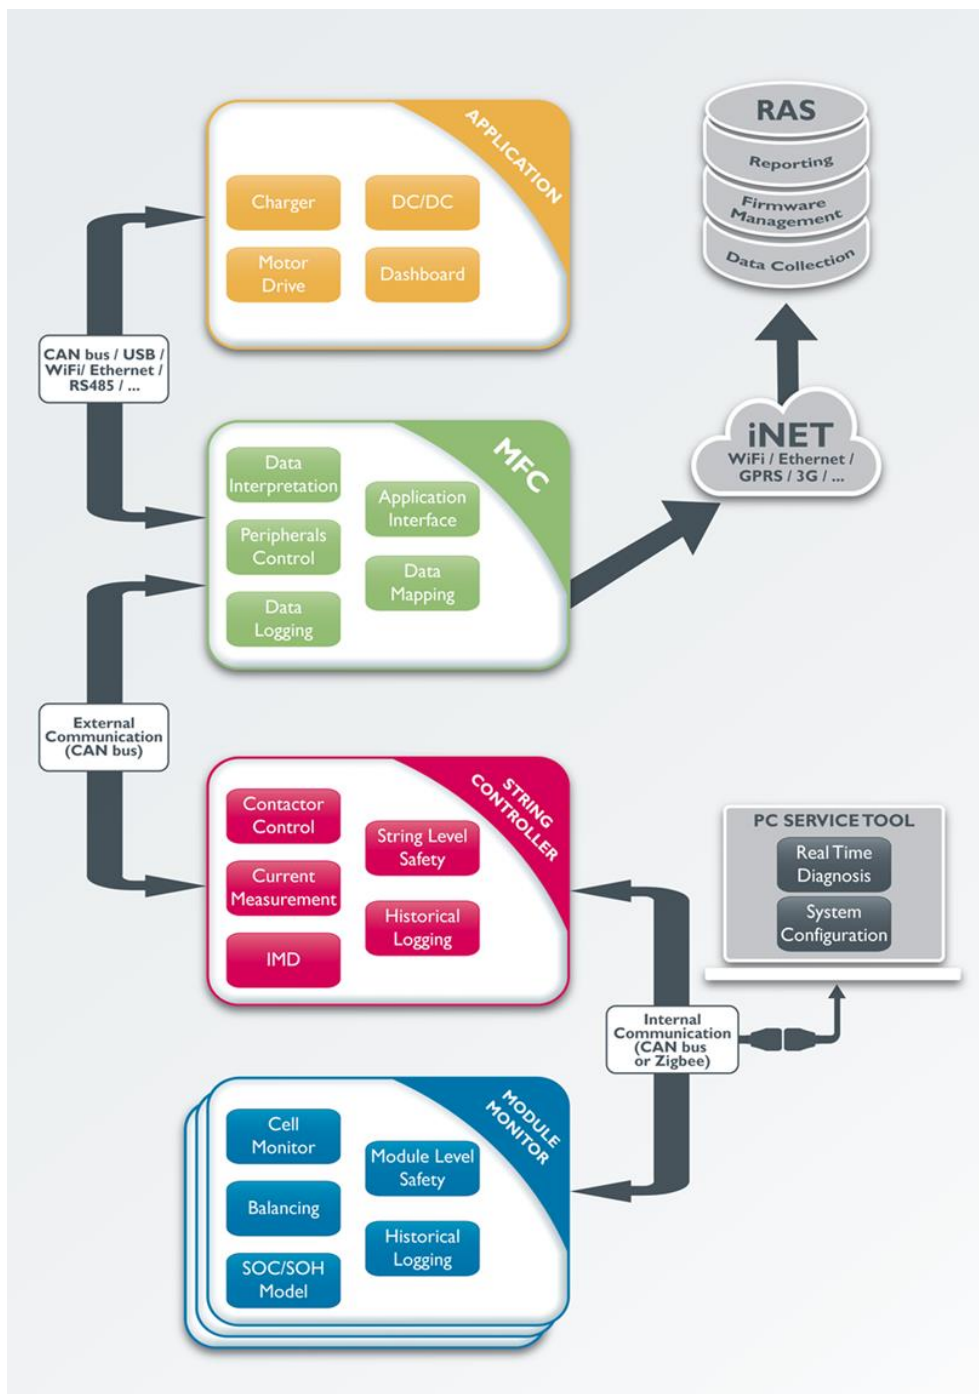 APPLICATION
Charger
DC/DC
Motor
Drive
Dashboard
RAS
Reporting
Firmware
Management
Data Collection
CAN bus / USB /
WiFi/ Ethernet /
RS485 / ...
iNET
WiFi / Ethernet /
GPRS / 3G / ...
MFC
Data
Interpretation
Peripherals
Control
Data
Logging
Application
Interface
Data
Mapping
External
Communication
(CAN bus)
STRING
CONTROLLER
Contactor
Control
Current
Measurement
IMD
String Level
Safety
Historical
Logging
PC SERVICE TOOL
Real Time
Diagnosis
System
Configuration
Internal
Communication
(CAN bus
or Zigbee)
MODULE
MONITOR
Cell
Monitor
Balancing
SOC/SOH
Model
Module Level
Safety
Historical
Logging